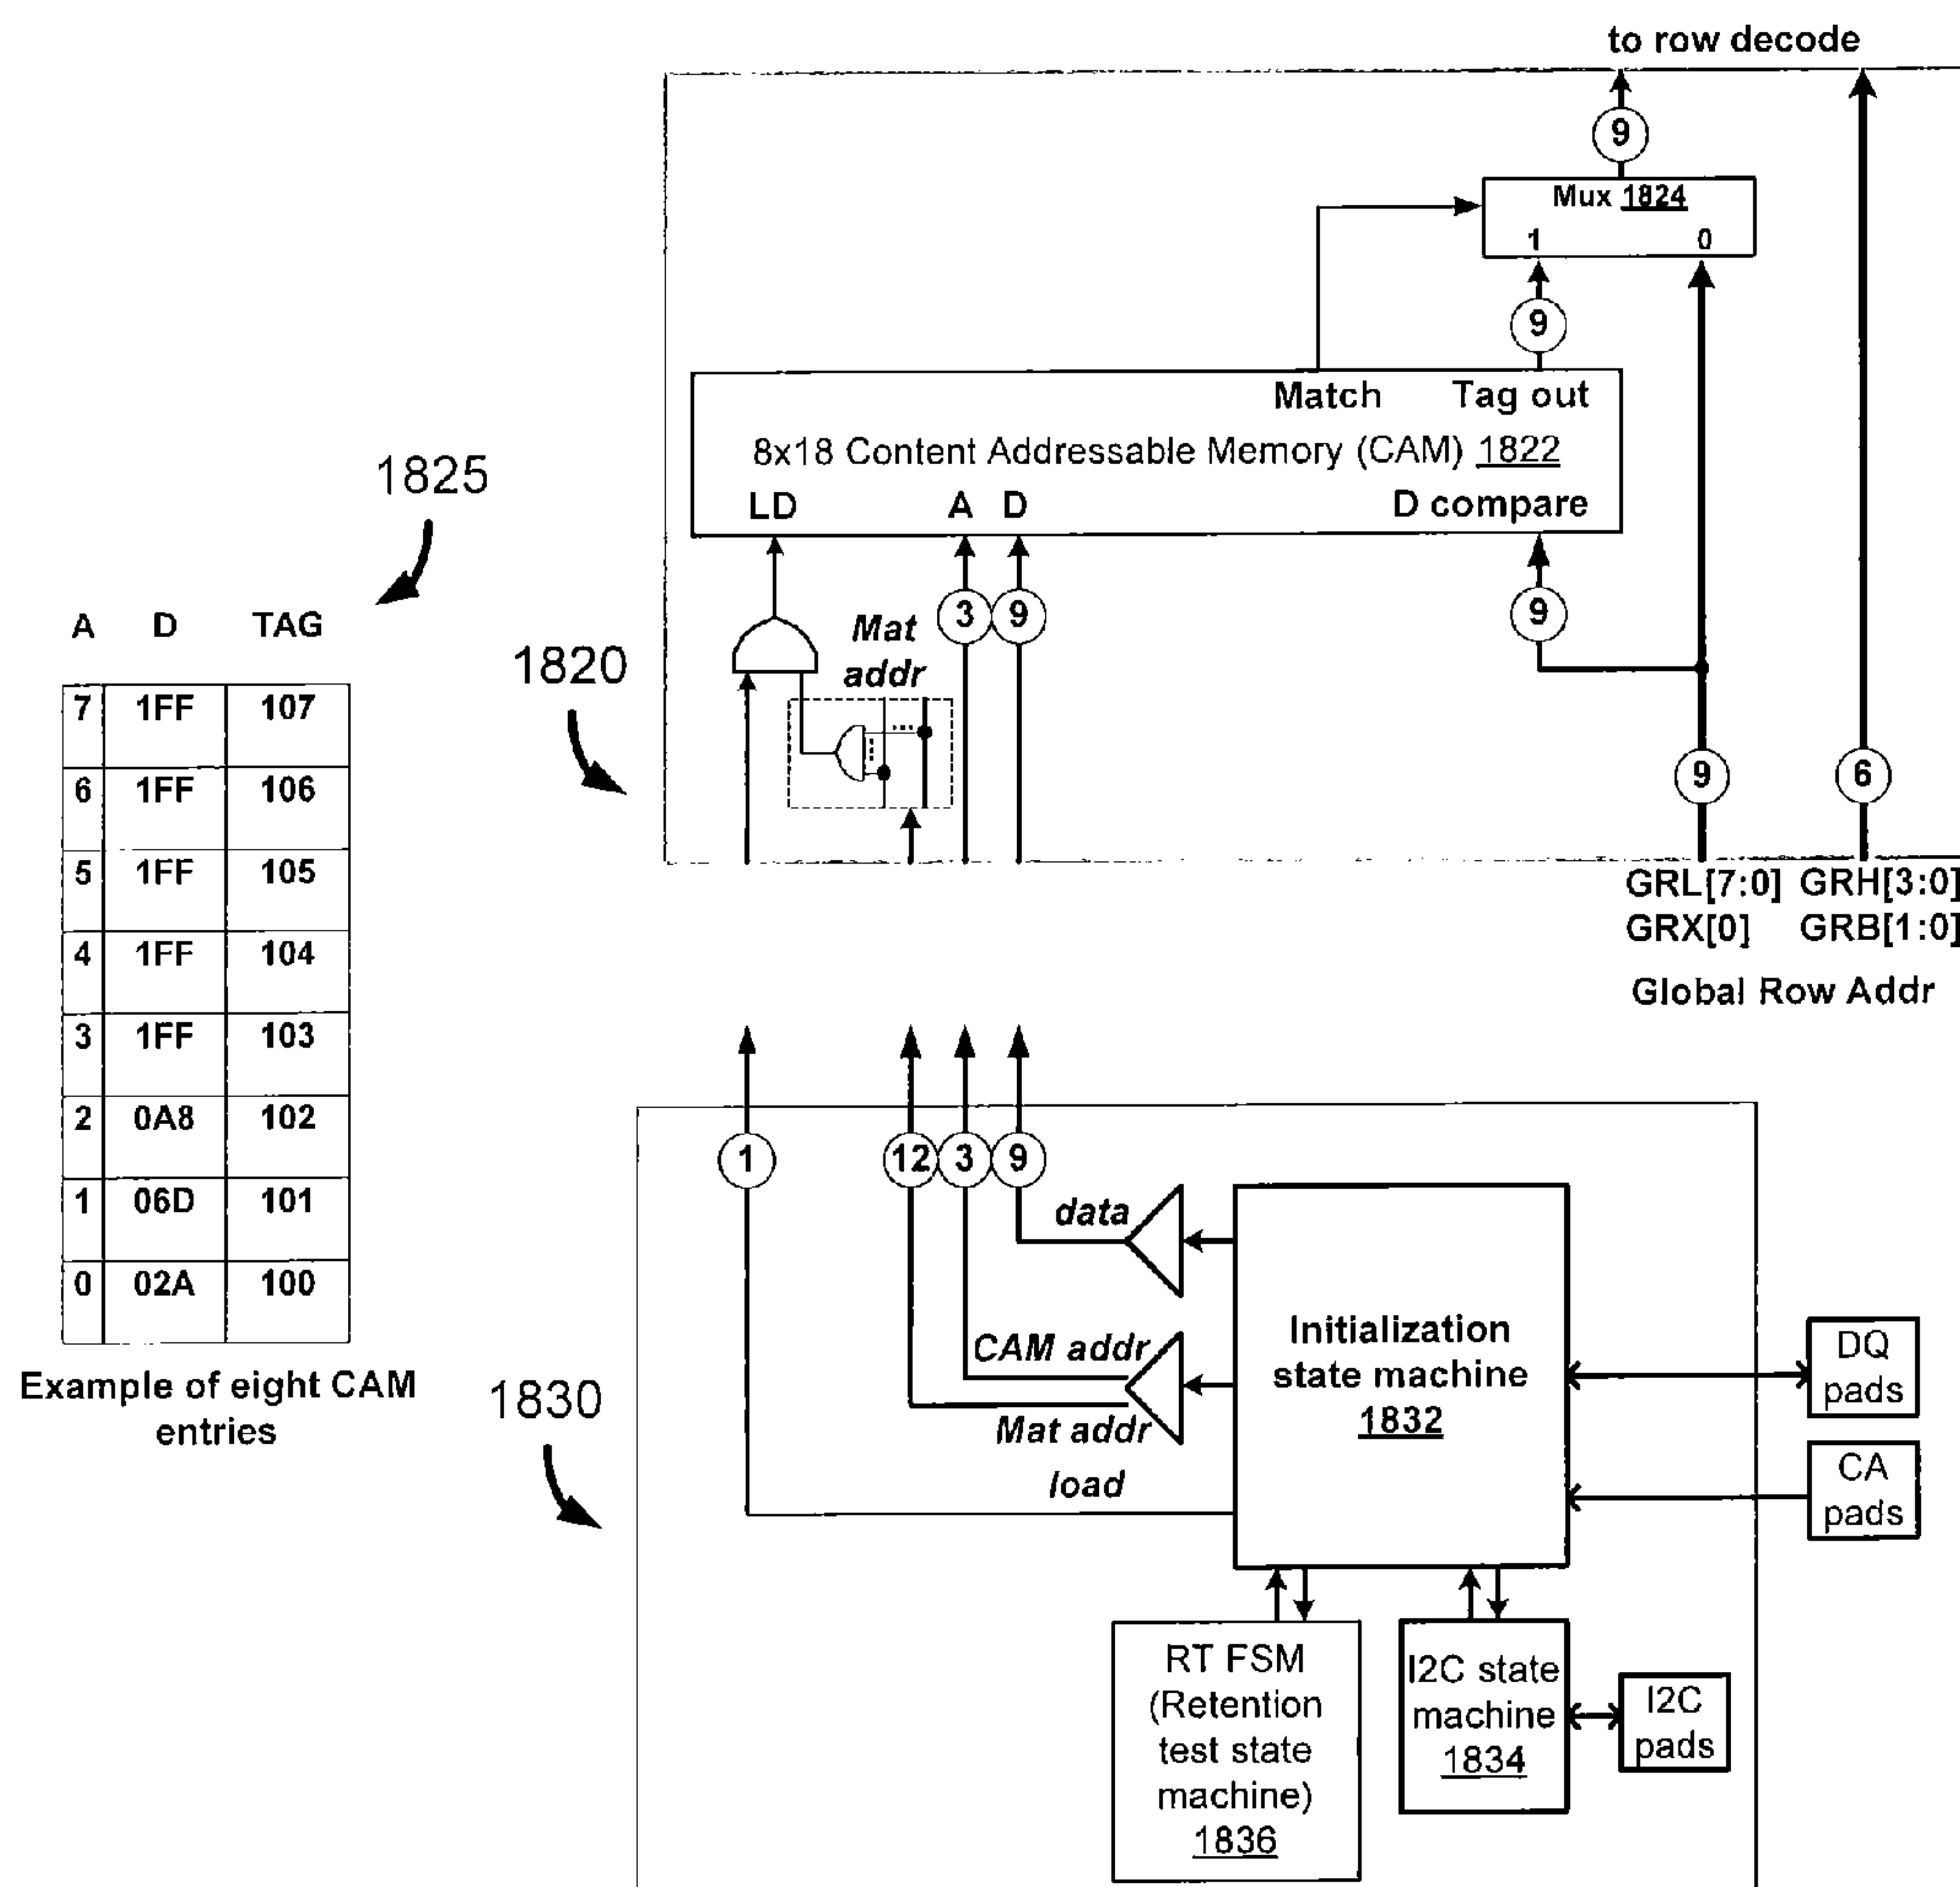 to row decode
9
Mux 1824
1 0
9
Match Tag out
8x18 Content Addressable Memory (CAM) 1822
LD A D D compare
1825
A D TAG
7 1FF 107
6 1FF 106
5 1FF 105
4 1FF 104
3 1FF 103
2 0A8 102
1 06D 101
0 02A 100
Example of eight CAM
entries
1820
Mat
addr
3 9
9
9 6
GRL[7:0] GRH[3:0]
GRX[0] GRB[1:0]
Global Row Addr
1830
1 12 3 9
data
CAM addr
Mat addr
load
Initialization
state machine
1832
DQ
pads
CA
pads
RT FSM
(Retention
test state
machine)
1836
I2C state
machine
1834
I2C
pads